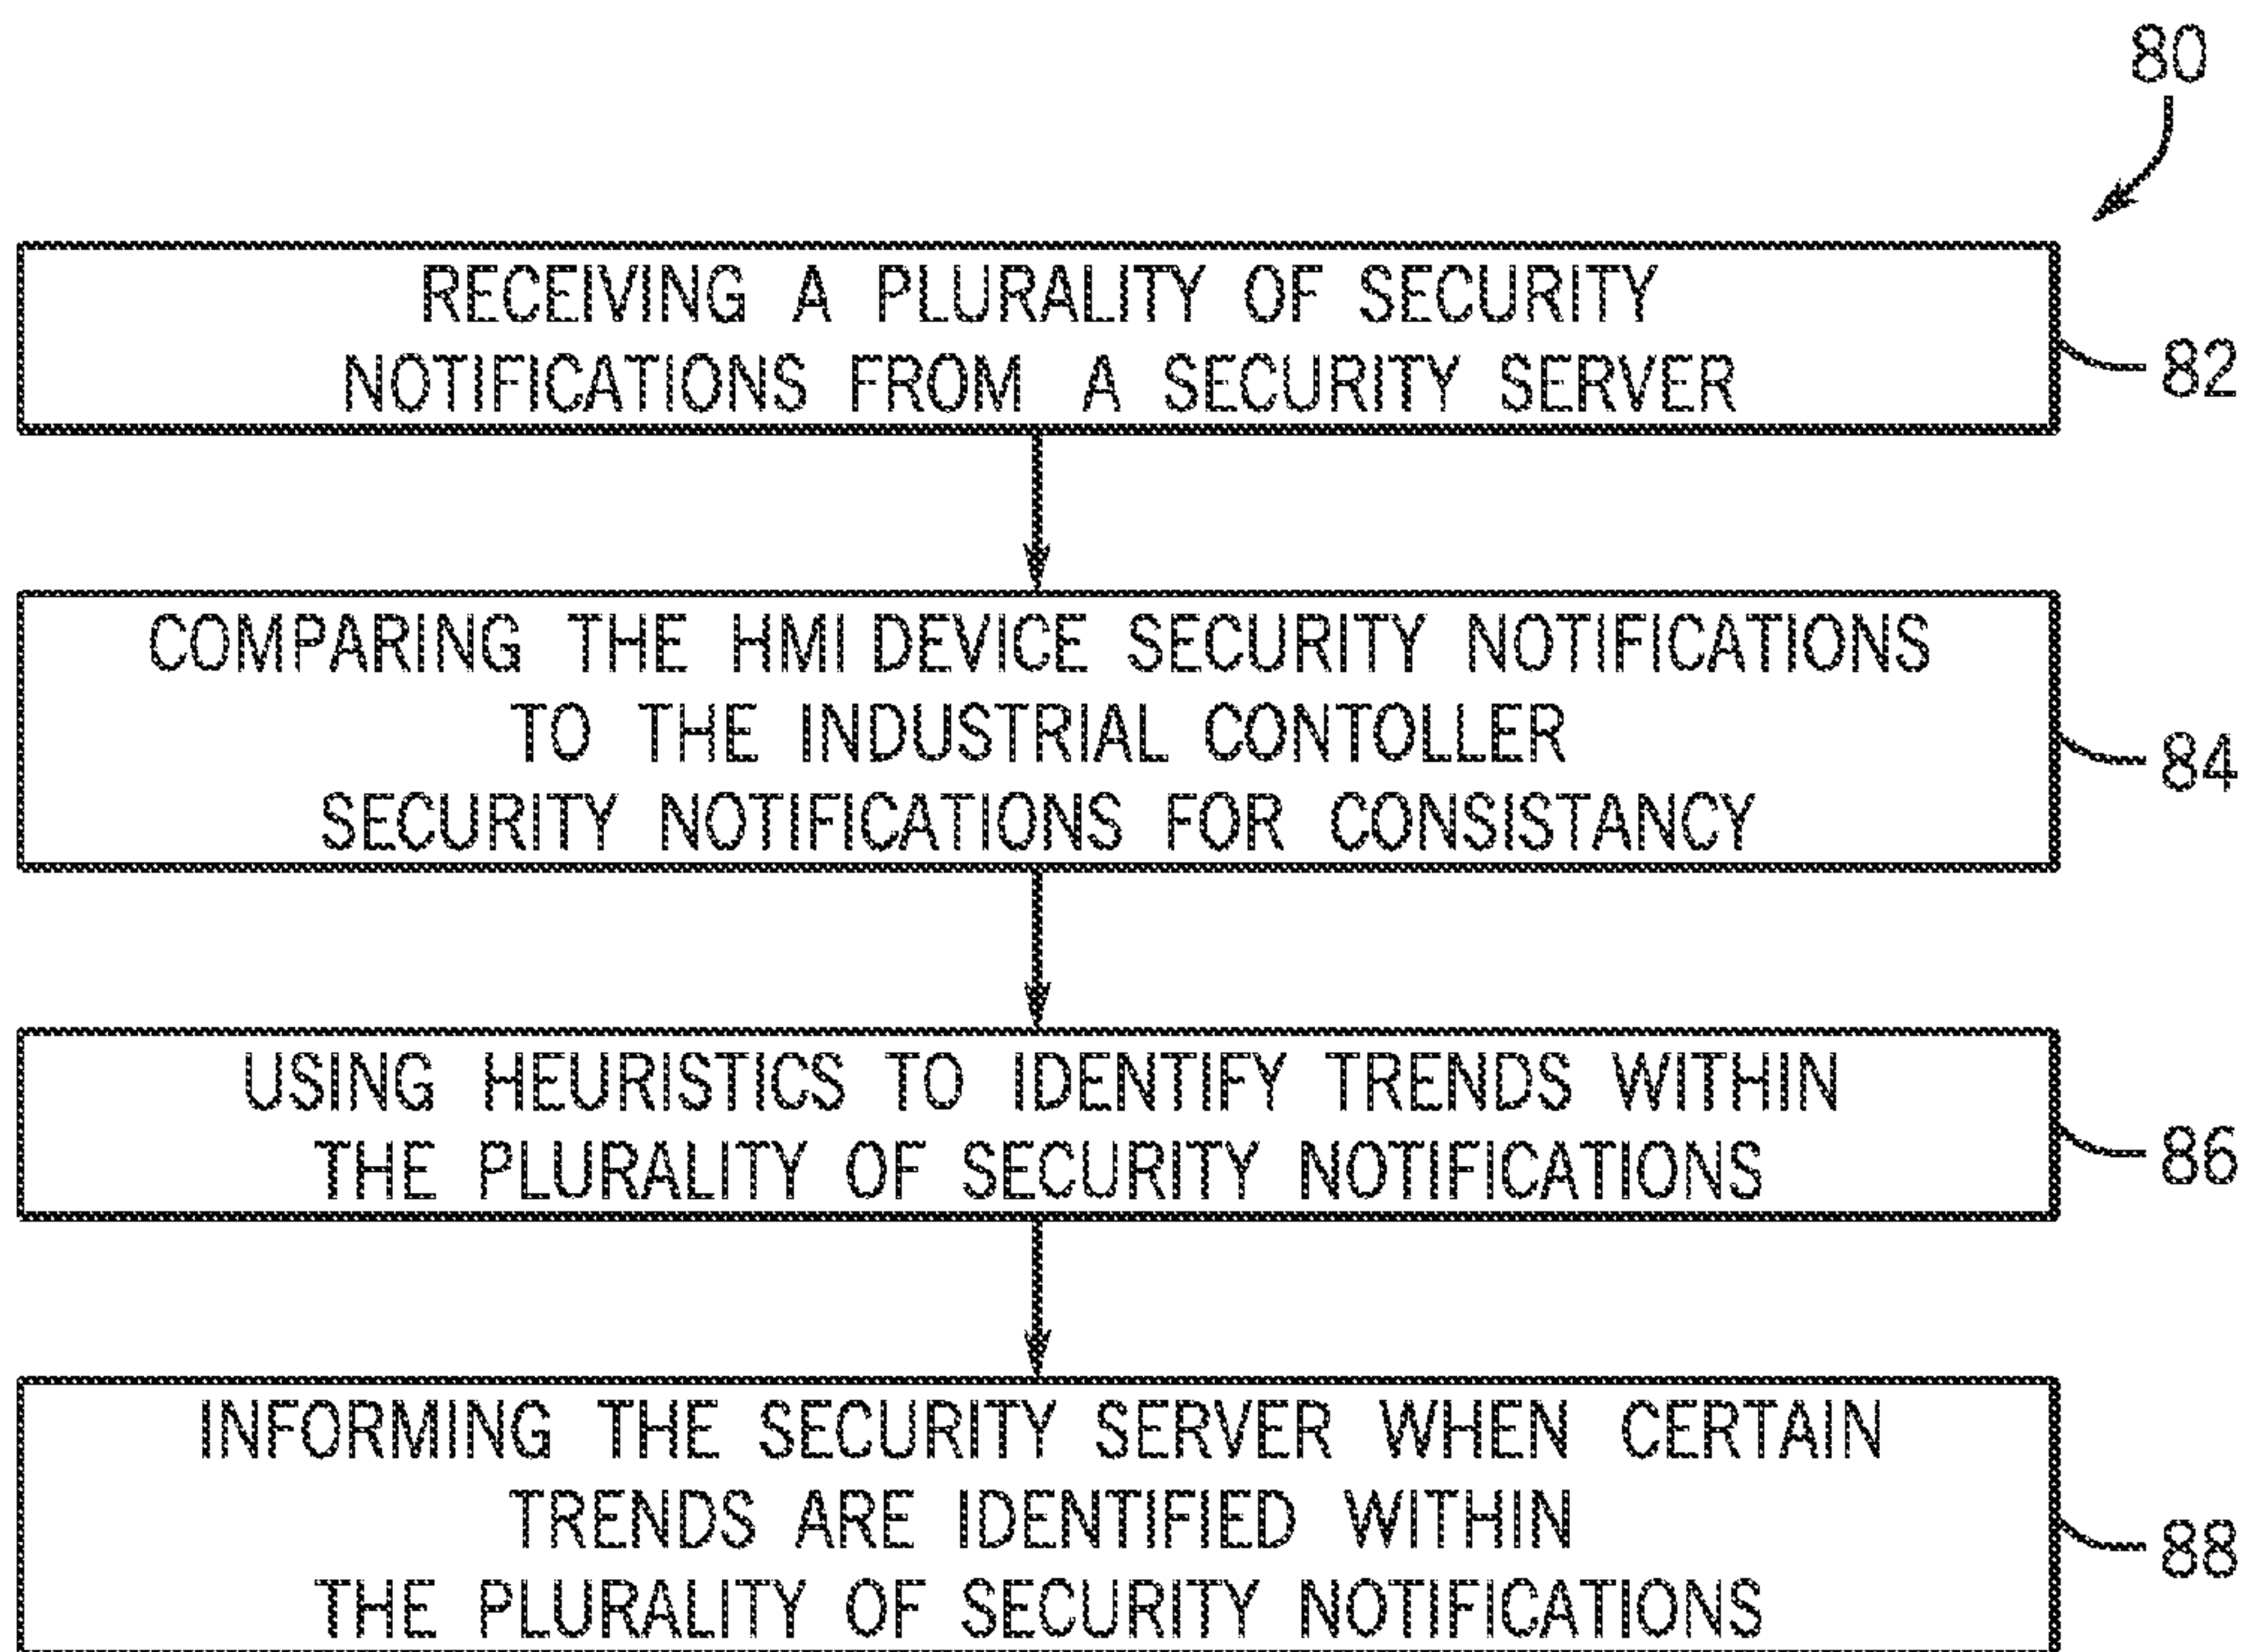 80
RECEIVING A PLURALITY OF SECURITY
NOTIFICATIONS FROM A SECURITY SERVER
82
COMPARING THE HMI DEVICE SECURITY NOTIFICATIONS
TO THE INDUSTRIAL CONTOLLER
SECURITY NOTIFICATIONS FOR CONSISTANCY
84
USING HEURISTICS TO IDENTIFY TRENDS WITHIN
THE PLURALITY OF SECURITY NOTIFICATIONS
86
INFORMING THE SECURITY SERVER WHEN CERTAIN
TRENDS ARE IDENTIFIED WITHIN
THE PLURALITY OF SECURITY NOTIFICATIONS
88